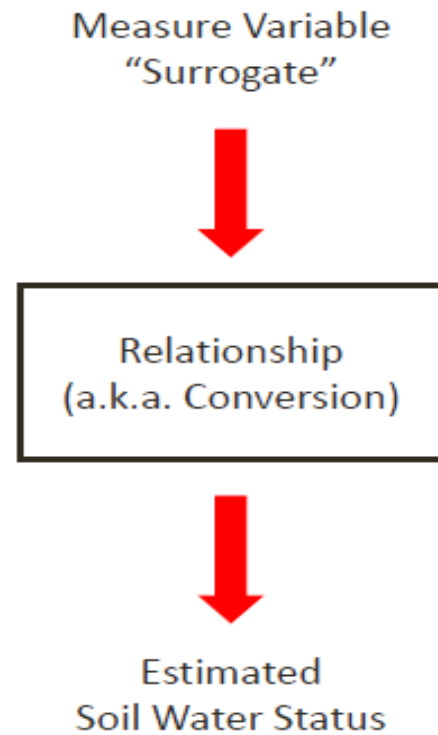 Measure Variable
“Surrogate”
Relationship
(a.k.a. Conversion)
Estimated
Soil Water Status